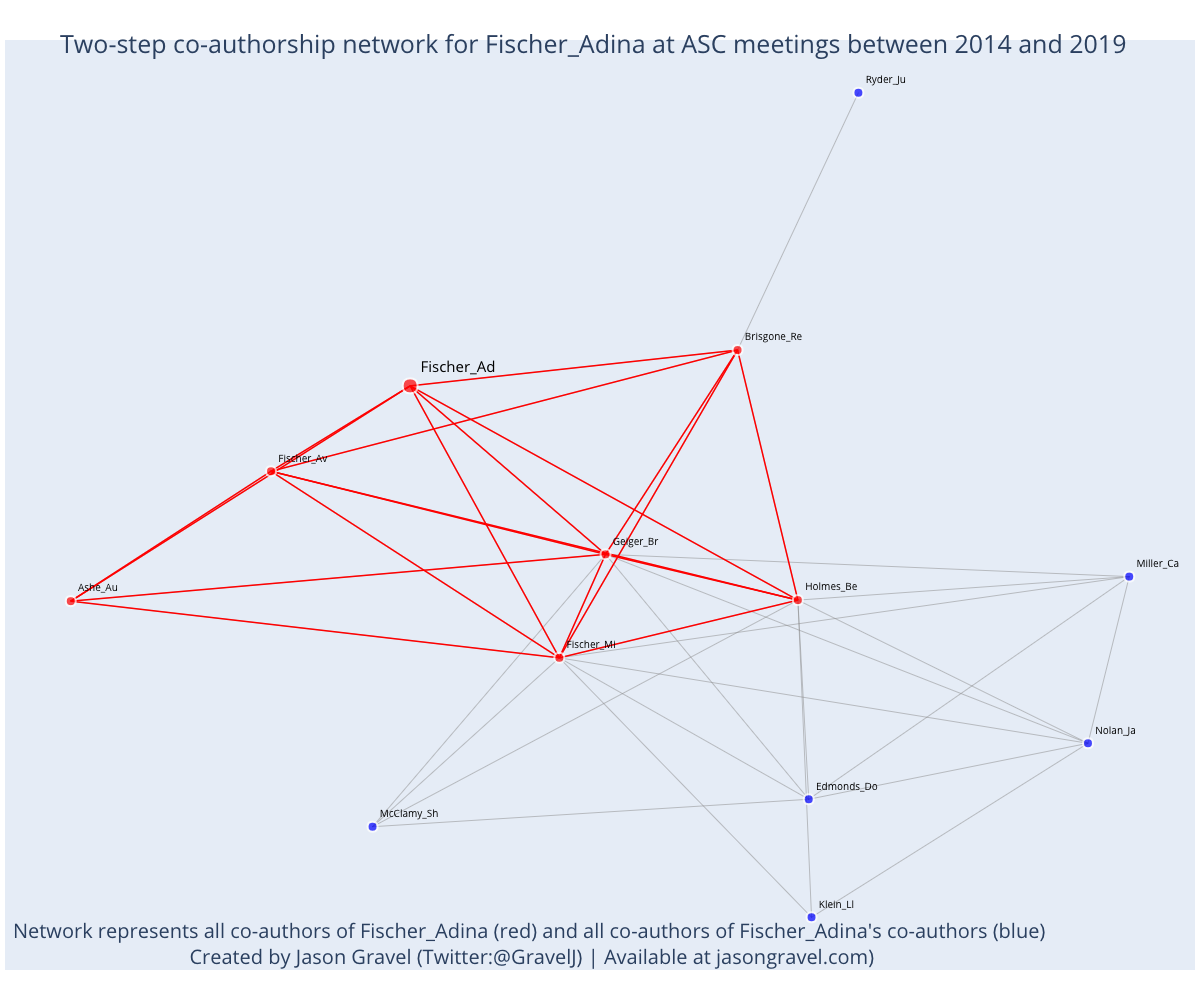 Two-step co-authorship network for Fischer_Adina at ASC meetings between 2014 and 2019
Ryder_Ju
Brisgone_Re
Fischer_Ad
Fischer_Av
Geiger_Br
Miller_Ca
Ashe_Au
Holmes_Be
Fischer_Mi
Nolan_Ja
Edmonds_Do
McClamy_Sh
Klein_Ll
Network represents all co-authors of Fischer_Adina (red) and all co-authors of Fischer_Adina's co-authors (blue)
Created by Jason Gravel (Twitter:@GravelJ) | Available at jasongravel.com)